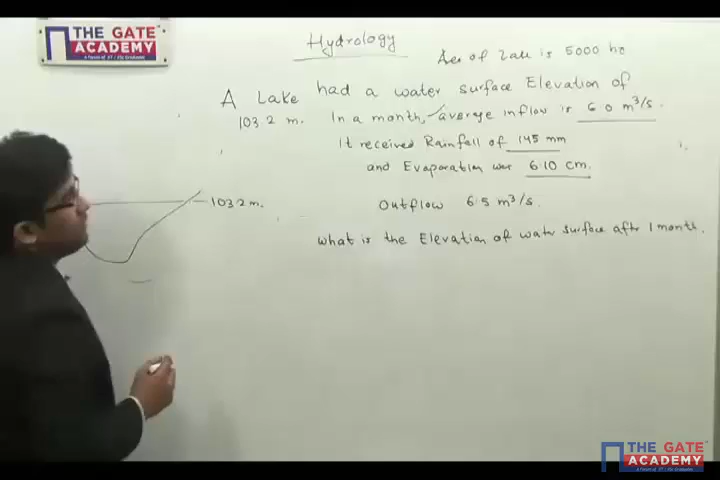 THE GATE
ACADEMY
Hydrology
of Lake is 5000 ha
A Lake had a water surface Elevation of
103.2 m. In a month, average inflow is 6.0 m³/s.
It received Rainfall of 145 mm
and Evaporation was 6.10 cm.
103.2 m.
Outflow 6.5 m³/s.
what is the Elevation of water surface after 1 month.
THE GATE
ACADEMY